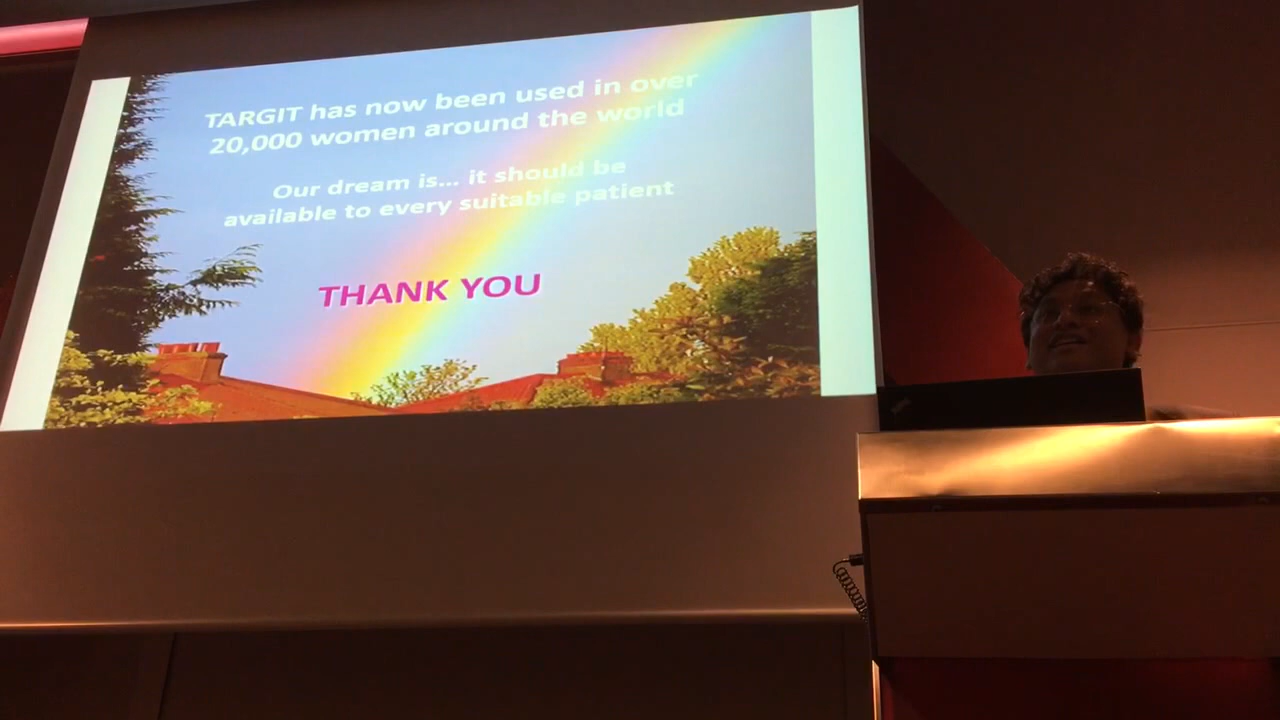 TARGIT has now been used in over
20,000 women around the world
Our dream is... it should be
available to every suitable patient
THANK YOU